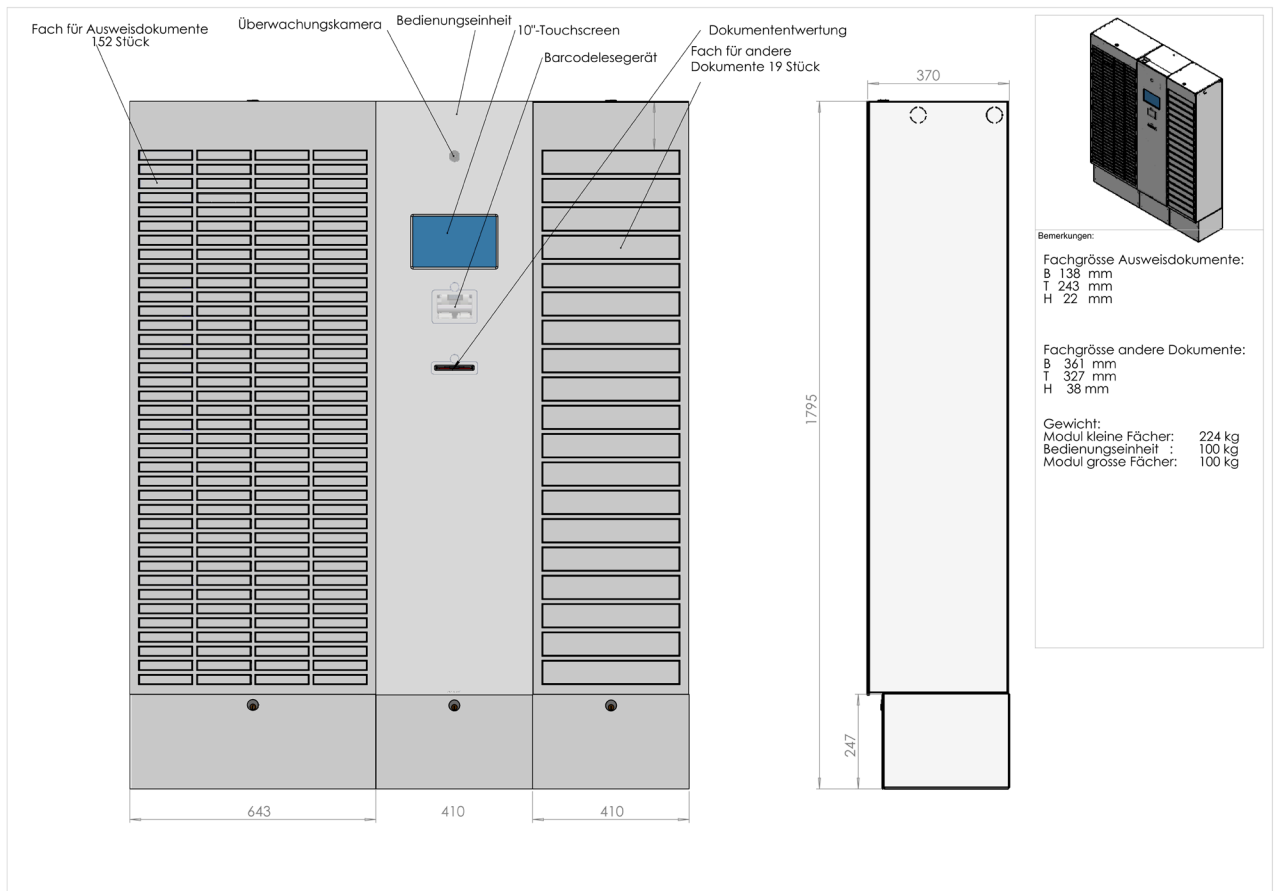 Fach für Ausweisdokumente
152 Stück
Überwachungskamera
Bedienungseinheit
10"-Touchscreen
Barcodelesegerät
Dokumententwertung
Fach für andere
Dokumente 19 Stück
370
1795
247
643
410
410
Bemerkungen:
Fachgrösse Ausweisdokumente:
B 138 mm
T 243 mm
H 22 mm
Fachgrösse andere Dokumente:
B 361 mm
T 327 mm
H 38 mm
Gewicht:
Modul kleine Fächer: 224 kg
Bedienungseinheit : 100 kg
Modul grosse Fächer: 100 kg